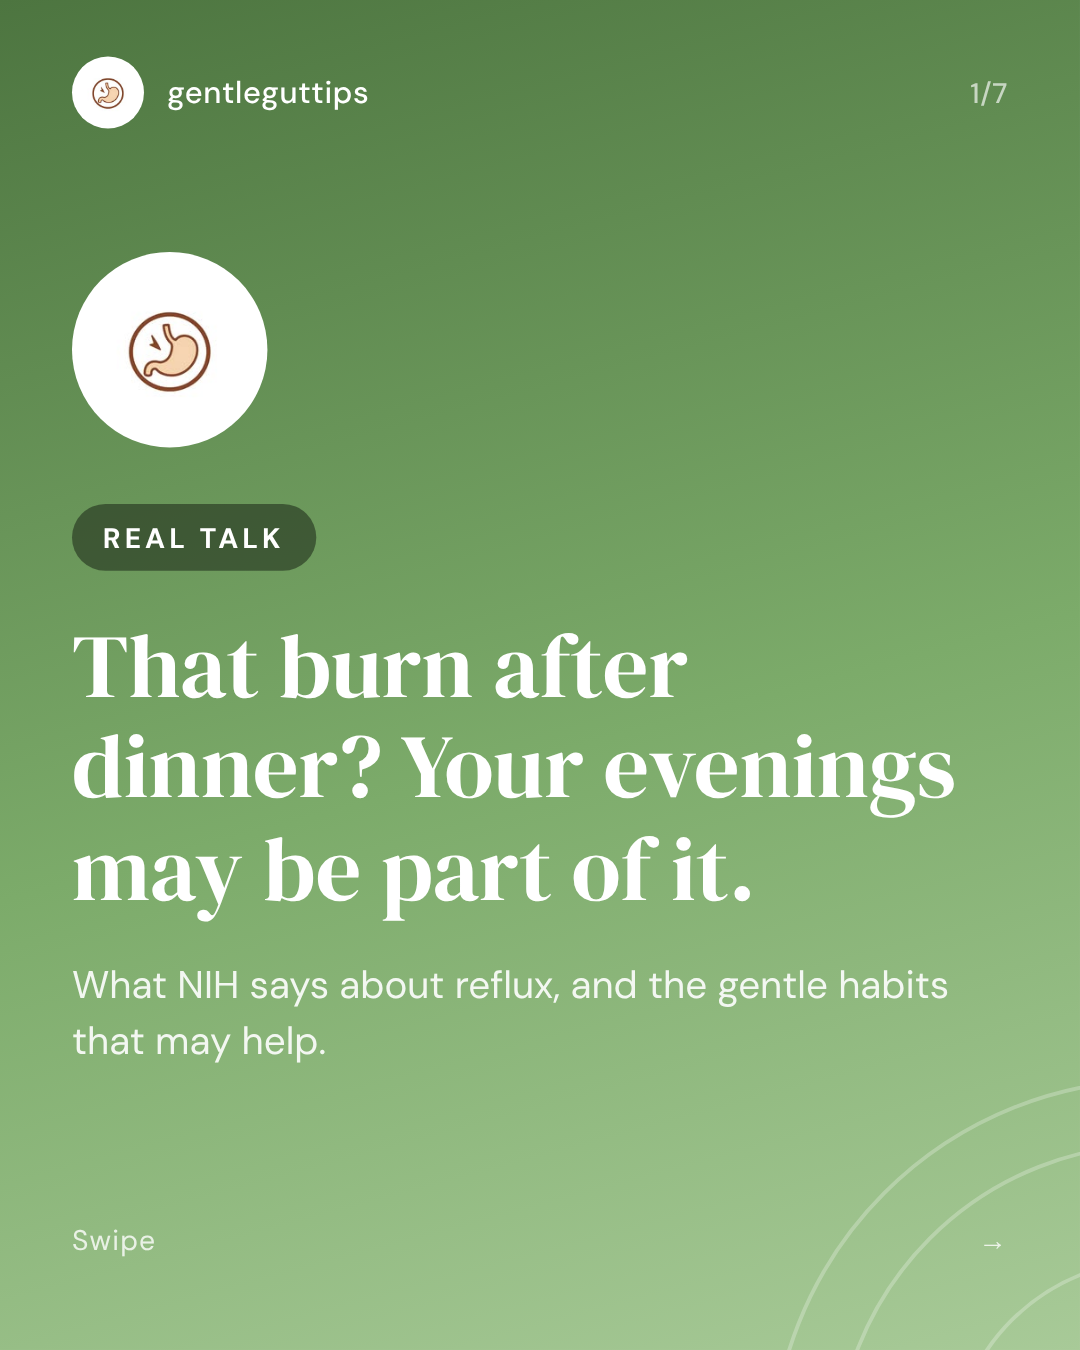 gentleguttips
1/7
REAL TALK
That burn after
dinner? Your evenings
may be part of it.
What NIH says about reflux, and the gentle habits
that may help.
Swipe
→